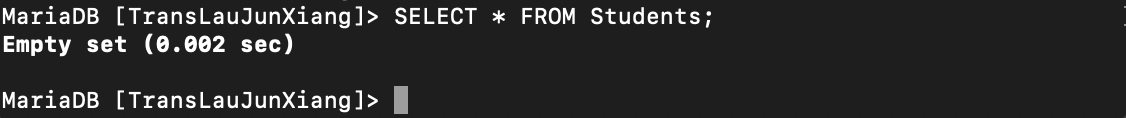 MariaDB [TransLauJunXiang]> SELECT * FROM Students;
Empty set (0.002 sec)
MariaDB [TransLauJunXiang]>